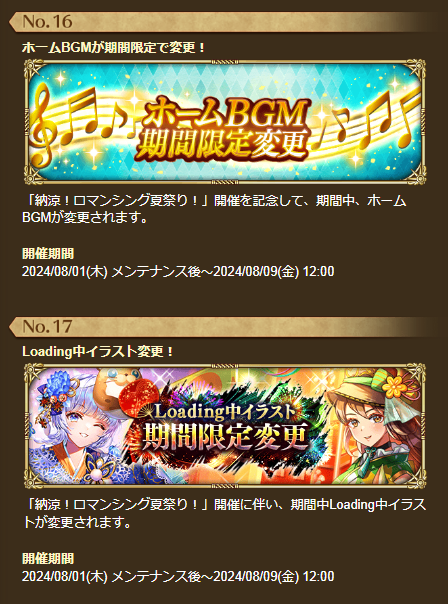 No.16
ホームBGMが期間限定で変更！
ホームBGM
期間限定変更
「納涼！ロマンシング夏祭り！」開催を記念して、期間中、ホーム
BGMが変更されます。
開催期間
2024/08/01(木) メンテナンス後～2024/08/09(金) 12:00
No.17
Loading中イラスト変更！
Loading中イラスト
期間限定変更
「納涼！ロマンシング夏祭り！」開催に伴い、期間中Loading中イラス
トが変更されます。
開催期間
2024/08/01(木) メンテナンス後～2024/08/09(金) 12:00